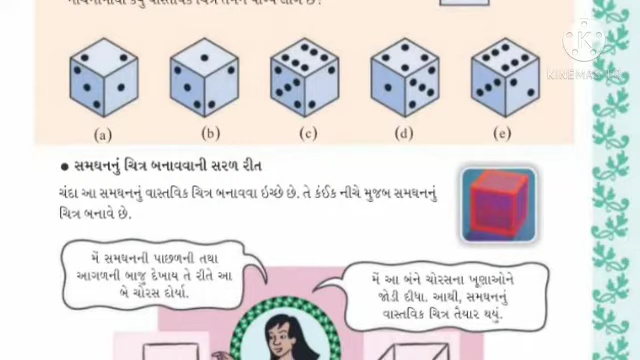 (a) (b) (c) (d) (e)
KINEMASTER
• સમઘનનું ચિત્ર બનાવવાની સરળ રીત
ચંદા આ સમઘનનું વાસ્તવિક ચિત્ર બનાવવા ઇચ્છે છે. તે કંઈક નીચે મુજબ સમઘનનું
ચિત્ર બનાવે છે.
મેં સમઘનની પાછળની તથા
આગળની બાજુ દેખાય તે રીતે આ
બે ચોરસ દોર્યા.
મેં આ બંને ચોરસના ખૂણાઓને
જોડી દીધા. આથી, સમઘનનું
વાસ્તવિક ચિત્ર તૈયાર થયું.